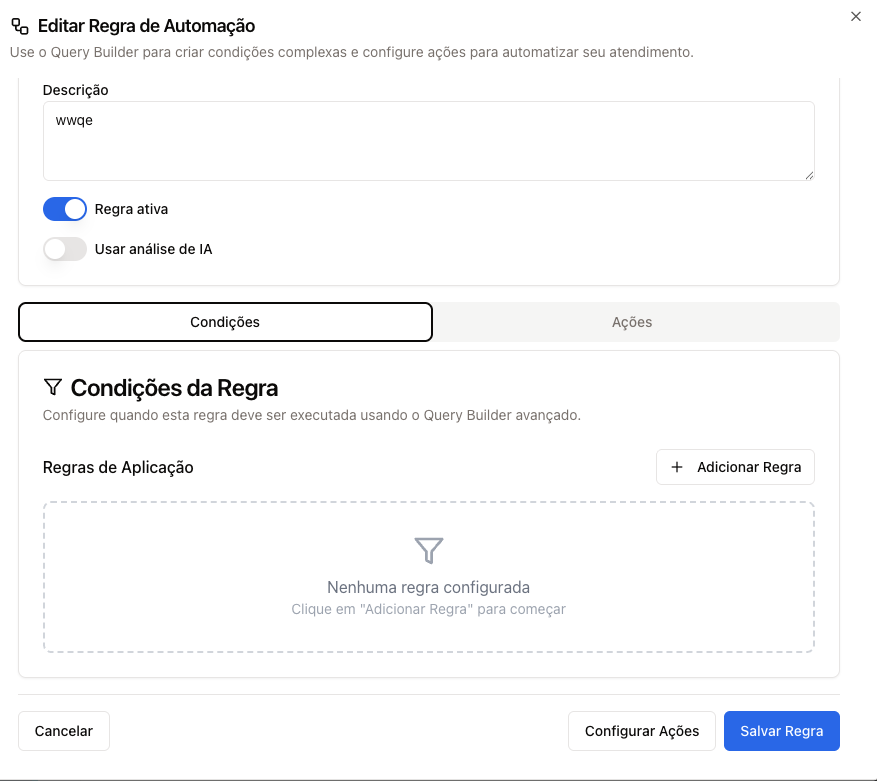 Editar Regra de Automação
Use o Query Builder para criar condições complexas e configure ações para automatizar seu atendimento.
Descrição
wwqe
Regra ativa
Usar análise de IA
Condições
Ações
Condições da Regra
Configure quando esta regra deve ser executada usando o Query Builder avançado.
Regras de Aplicação
Adicionar Regra
Nenhuma regra configurada
Clique em "Adicionar Regra" para começar
Cancelar
Configurar Ações
Salvar Regra